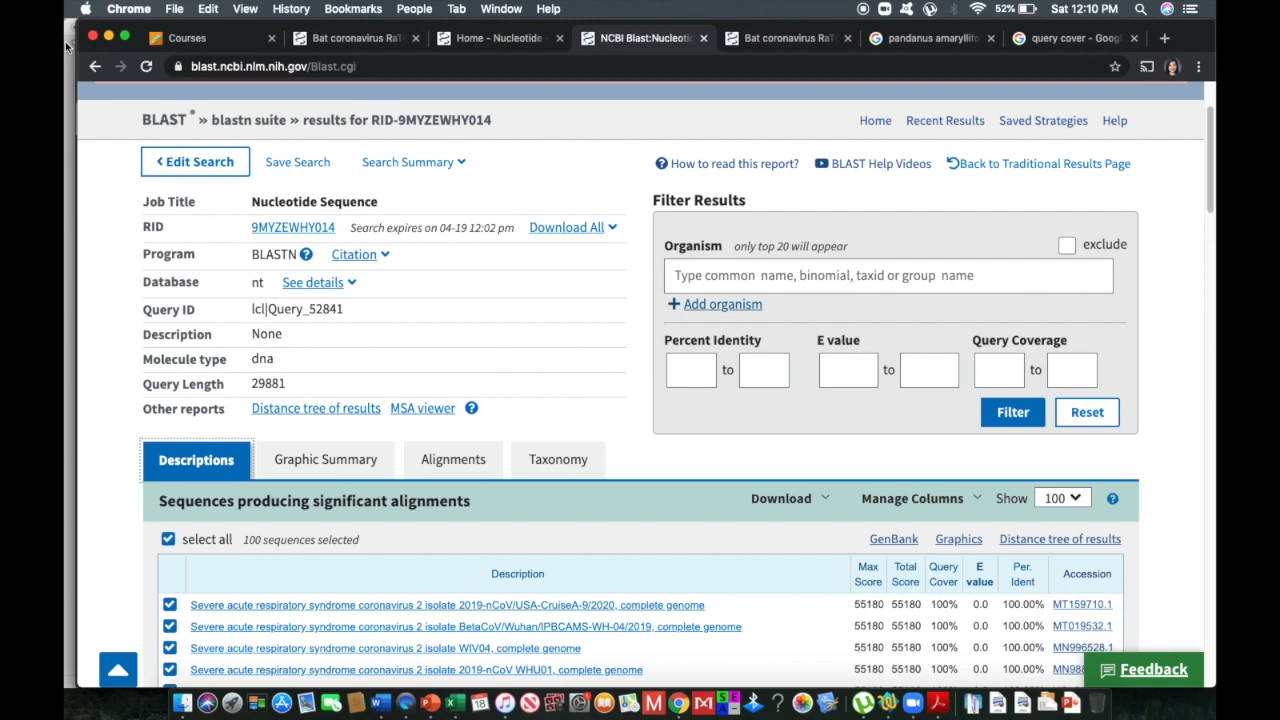 Chrome File Edit View History Bookmarks People Tab Window Help 52% Sat 12:10 PM
Courses Bat coronavirus RaT Home - Nucleotide NCBI Blast:Nucleoti Bat coronavirus RaT pandanus amaryllifo query cover - Goog
blast.ncbi.nlm.nih.gov/Blast.cgi
BLAST ® » blastn suite » results for RID-9MYZEWHY014 Home Recent Results Saved Strategies Help
Edit Search Save Search Search Summary How to read this report? BLAST Help Videos Back to Traditional Results Page
Job Title Nucleotide Sequence
RID 9MYZEWHY014 Search expires on 04-19 12:02 pm Download All
Program BLASTN Citation
Database nt See details
Query ID lcl|Query_52841
Description None
Molecule type dna
Query Length 29881
Other reports Distance tree of results MSA viewer
Filter Results
Organism only top 20 will appear exclude
Type common name, binomial, taxid or group name
+ Add organism
Percent Identity E value Query Coverage
to to to
Filter Reset
Descriptions Graphic Summary Alignments Taxonomy
Sequences producing significant alignments Download Manage Columns Show 100
select all 100 sequences selected GenBank Graphics Distance tree of results
Description Max Score Total Score Query Cover E value Per. Ident Accession
Severe acute respiratory syndrome coronavirus 2 isolate 2019-nCoV/USA-CruiseA-9/2020, complete genome 55180 55180 100% 0.0 100.00% MT159710.1
Severe acute respiratory syndrome coronavirus 2 isolate BetaCoV/Wuhan/IPBCAMS-WH-04/2019, complete genome 55180 55180 100% 0.0 100.00% MT019532.1
Severe acute respiratory syndrome coronavirus 2 isolate WIV04, complete genome 55180 55180 100% 0.0 100.00% MN996528.1
Severe acute respiratory syndrome coronavirus 2 isolate 2019-nCoV WHU01, complete genome 55180 55180 100% 0.0 100.00% MN988
Feedback